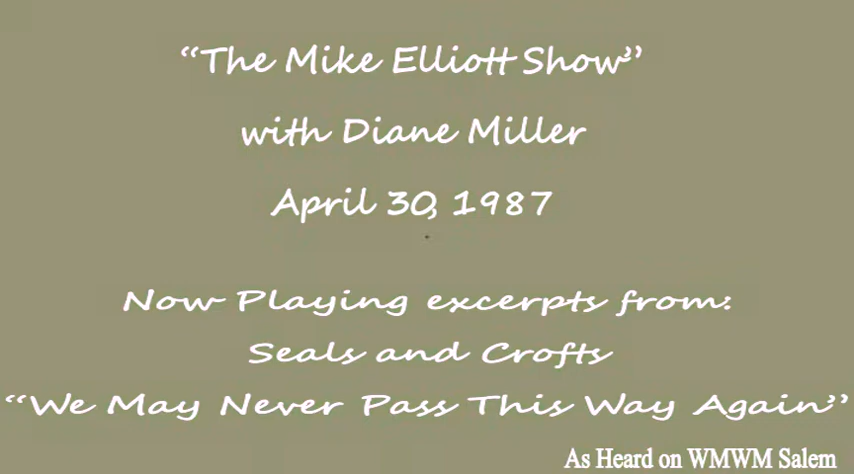 “The Mike Elliott Show”
with Diane Miller
April 30, 1987
Now Playing excerpts from:
Seals and Crofts
“We May Never Pass This Way Again”
As Heard on WMWM Salem